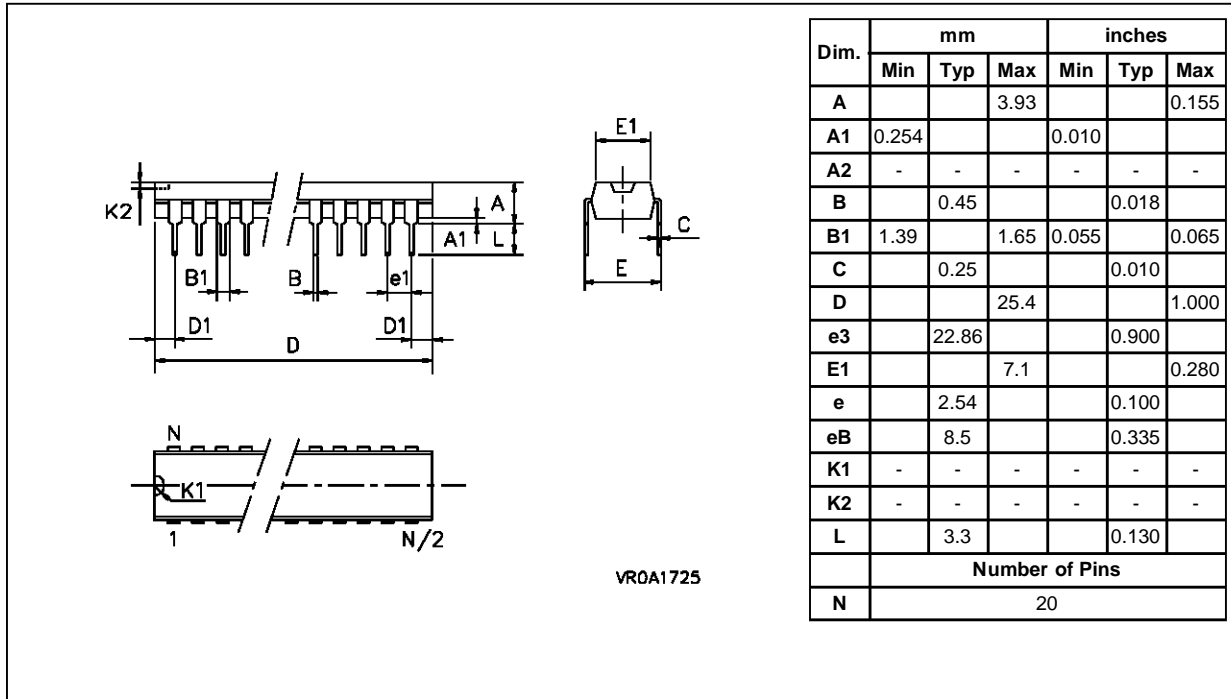 E1
K2
A
A1
L
C
B1
B
e1
E
D1
D1
D
N
K1
1
N/2
VR0A1725
Dim. mm inches
Min Typ Max Min Typ Max
A 3.93 0.155
A1 0.254 0.010
A2 - - - - - -
B 0.45 0.018
B1 1.39 1.65 0.055 0.065
C 0.25 0.010
D 25.4 1.000
e3 22.86 0.900
E1 7.1 0.280
e 2.54 0.100
eB 8.5 0.335
K1 - - - - - -
K2 - - - - - -
L 3.3 0.130
Number of Pins
N 20